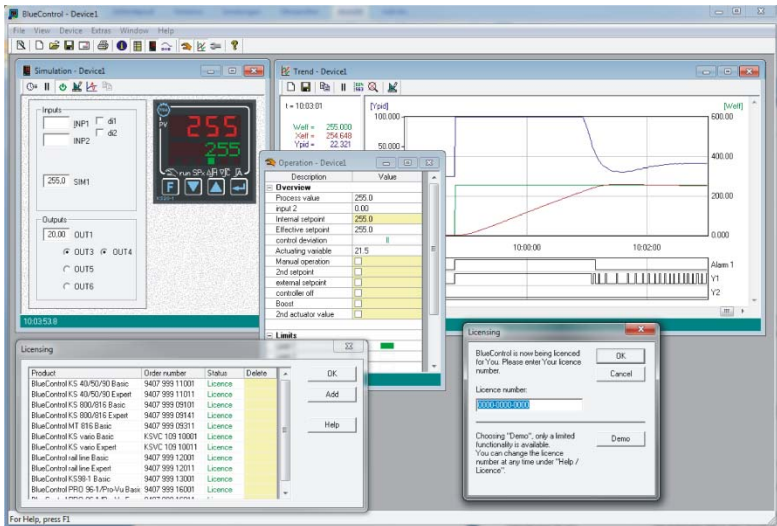 BlueControl - Device1
File View Device Extras Window Help
Simulation - Device1
Inputs
INP1 di1
INP2 di2
255.0 SIM1
Outputs
20.00 OUT1
OUT3 OUT4
OUT5
OUT6
10:03:53.8
PV
255
255
run SP.x
F
Trend - Device1
t = 10:03:01
Weff = 255.000
Xeff = 254.648
Ypid = 22.321
[Ypid] [Weff]
100.000 600.00
50.000 400.00
200.00
0.000
10:00:00 10:02:00
Alarm 1
Y1
Y2
Operation - Device1
Description Value
Overview
Process value 255.0
input 2 0.00
Internal setpoint 255.0
Effective setpoint 255.0
control deviation
Actuating variable 21.5
Manual operation
2nd setpoint
external setpoint
controller off
Boost
2nd actuator value
Limits
Licensing
Product Order number Status Delete
BlueControl KS 40/50/90 Basic 9407 999 11001 Licence
BlueControl KS 40/50/90 Expert 9407 999 11011 Licence
BlueControl KS 800/816 Basic 9407 999 09101 Licence
BlueControl KS 800/816 Expert 9407 999 09141 Licence
BlueControl MT 816 Basic 9407 999 09311 Licence
BlueControl KS vario Basic KSVC 109 10001 Licence
BlueControl KS vario Expert KSVC 109 10011 Licence
BlueControl rail line Basic 9407 999 12001 Licence
BlueControl rail line Expert 9407 999 12011 Licence
BlueControl KS98-1 Basic 9407 999 13001 Licence
BlueControl PRO 96-1/Pro-Vu Basic 9407 999 16001 Licence
OK
Add
Help
Licensing
BlueControl is now being licenced
for You. Please enter Your licence
number.
OK
Cancel
Licence number:
0000-0000-0000
Choosing "Demo", only a limited
functionality is available.
You can change the licence
number at any time under "Help /
Licence".
Demo
For Help, press F1